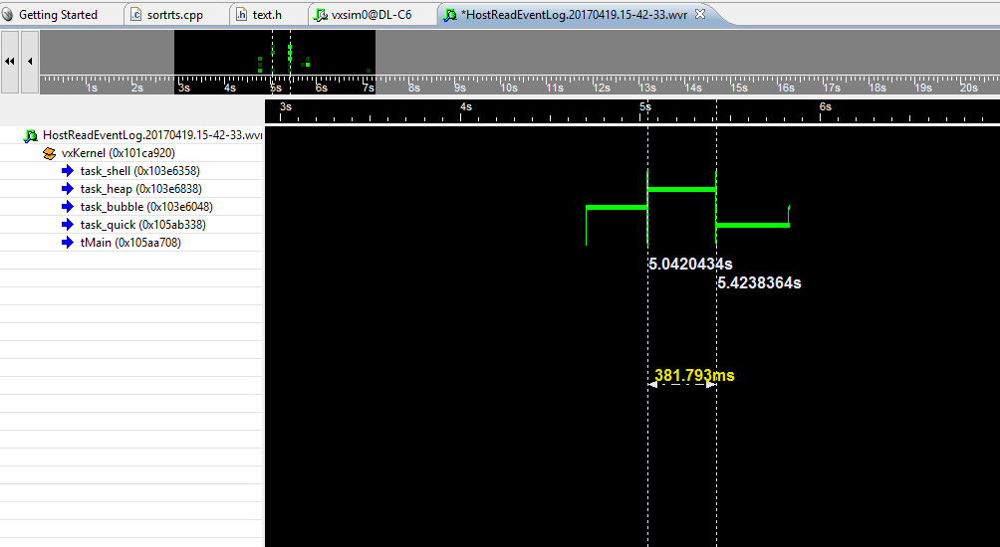 Getting Started
sortrts.cpp
text.h
vxsim0@DL-C6
*HostReadEventLog.20170419.15-42-33.wvr
1s 2s 3s 4s 5s 6s 7s 8s 9s 10s 11s 12s 13s 14s 15s 16s 17s 18s 19s 20s
3s 4s 5s 6s
HostReadEventLog.20170419.15-42-33.wvr
vxKernel (0x101ca920)
task_shell (0x103e6358)
task_heap (0x103e6838)
task_bubble (0x103e6048)
task_quick (0x105ab338)
tMain (0x105aa708)
5.0420434s
5.4238364s
381.793ms